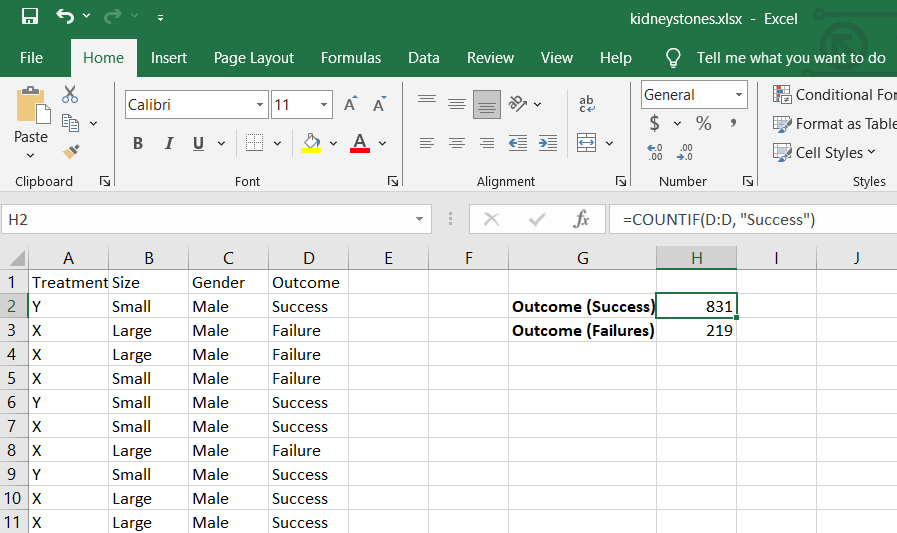 kidneystones.xlsx - Excel
File Home Insert Page Layout Formulas Data Review View Help Tell me what you want to do
Paste
Clipboard
Calibri 11 A A
B I U A
Font
ab
c
Alignment
General
$ % ,
.00 .00
Number
Conditional For
Format as Table
Cell Styles
Styles
H2 fx =COUNTIF(D:D, "Success")
A B C D E F G H I J
1 Treatment Size Gender Outcome
2 Y Small Male Success Outcome (Success) 831
3 X Large Male Failure Outcome (Failures) 219
4 X Large Male Failure
5 X Small Male Failure
6 Y Small Male Success
7 X Small Male Success
8 X Large Male Failure
9 Y Small Male Success
10 X Large Male Success
11 X Large Male Success